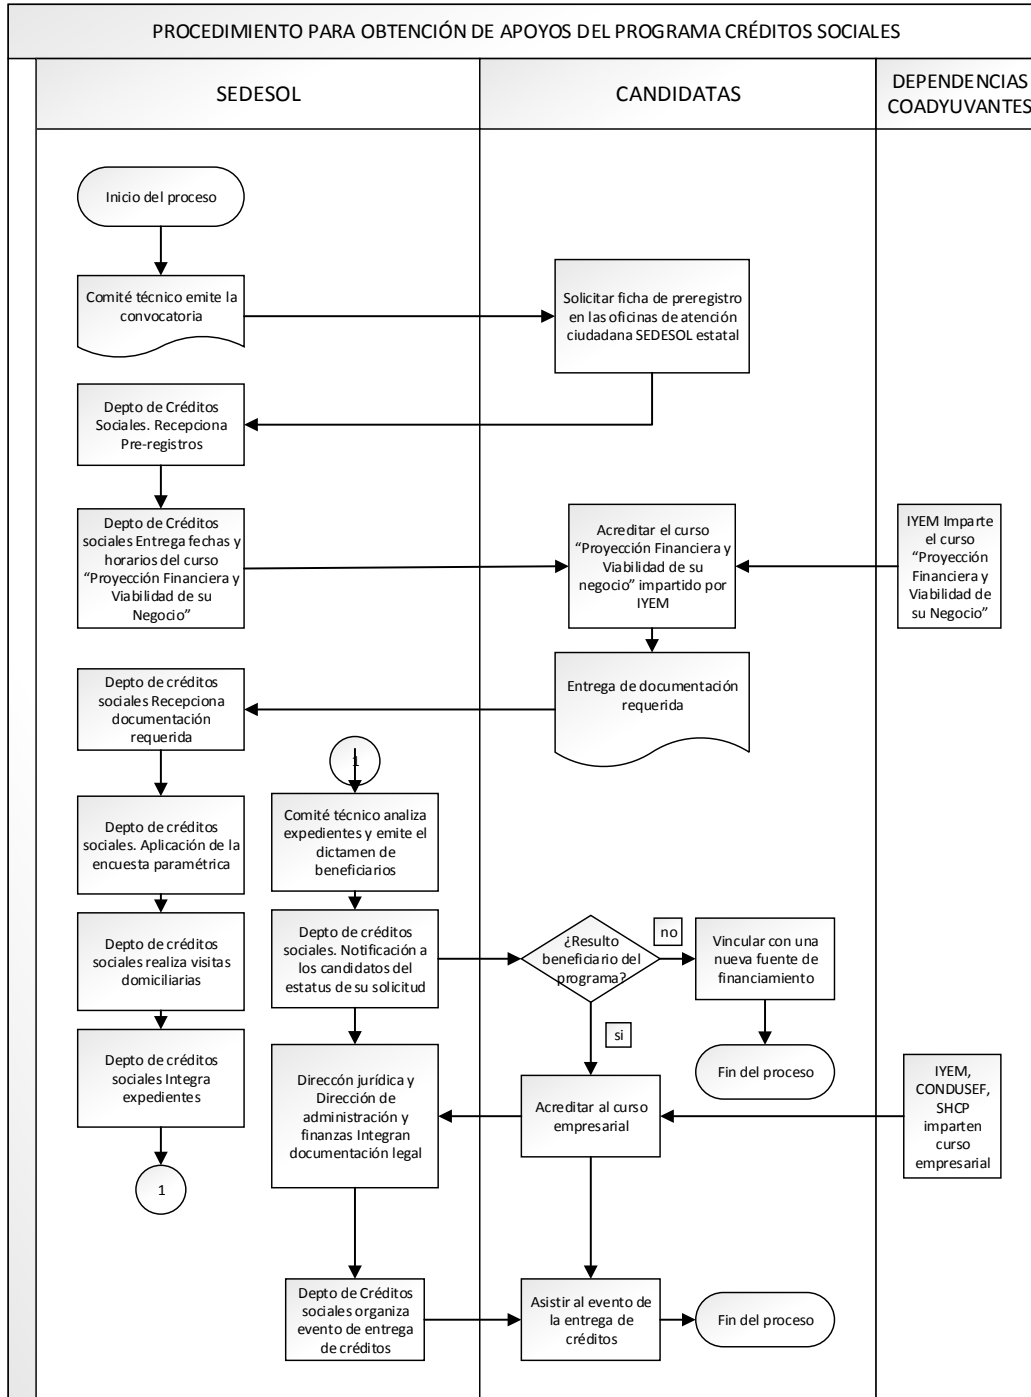 PROCEDIMIENTO PARA OBTENCIÓN DE APOYOS DEL PROGRAMA CRÉDITOS SOCIALES
SEDESOL
CANDIDATAS
DEPENDENCIAS
COADYUVANTES
Inicio del proceso
Comité técnico emite la
convocatoria
Solicitar ficha de preregistro
en las oficinas de atención
ciudadana SEDESOL estatal
Depto de Créditos
Sociales. Recepciona
Pre-registros
Depto de Créditos
sociales Entrega fechas y
horarios del curso
“Proyección Financiera y
Viabilidad de su
Negocio”
Acreditar el curso
“Proyección Financiera y
Viabilidad de su
negocio” impartido por
IYEM
IYEM Imparte
el curso
“Proyección
Financiera y
Viabilidad de
su Negocio”
Entrega de documentación
requerida
Depto de créditos
sociales Recepciona
documentación
requerida
Depto de créditos
sociales. Aplicación de la
encuesta paramétrica
Depto de créditos
sociales realiza visitas
domiciliarias
Depto de créditos
sociales Integra
expedientes
1
1
Comité técnico analiza
expedientes y emite el
dictamen de
beneficiarios
Depto de créditos
sociales. Notificación a
los candidatos del
estatus de su solicitud
¿Resulto
beneficiario del
programa?
no
Vincular con una
nueva fuente de
financiamiento
Fin del proceso
si
Acreditar al curso
empresarial
IYEM,
CONDUSEF,
SHCP
imparten
curso
empresarial
Direccón jurídica y
Dirección de
administración y
finanzas Integran
documentación legal
Depto de Créditos
sociales organiza
evento de entrega
de créditos
Asistir al evento de
la entrega de
créditos
Fin del proceso